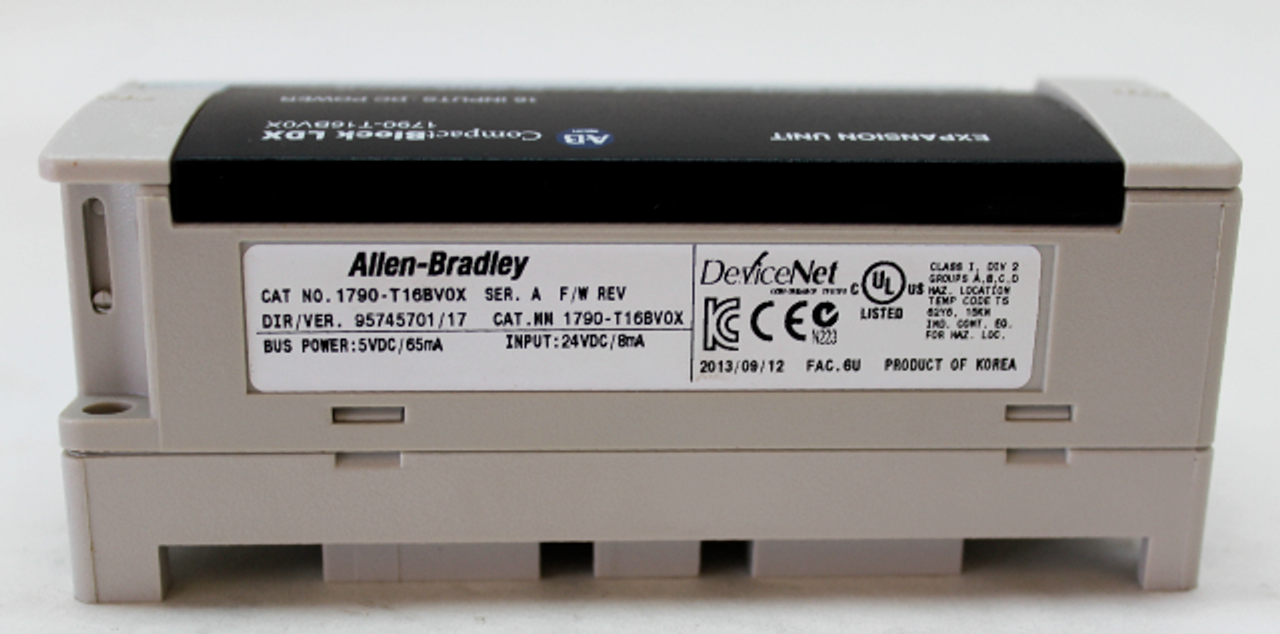 16 INPUTS - DC POWER
1790-T16BV0X
AB CompactBlock LDX
EXPANSION UNIT
Allen-Bradley
CAT NO. 1790-T16BV0X SER. A F/W REV
DIR/VER. 95745701/17 CAT.MN 1790-T16BV0X
BUS POWER:5VDC/65mA INPUT:24VDC/8mA
DeviceNet
C UL US
LISTED
CLASS I, DIV 2
GROUPS A,B,C,D
HAZ. LOCATION
TEMP CODE T5
IND. CONT. EQ.
FOR HAZ. LOC.
CE
N223
2013/09/12 FAC.6U PRODUCT OF KOREA